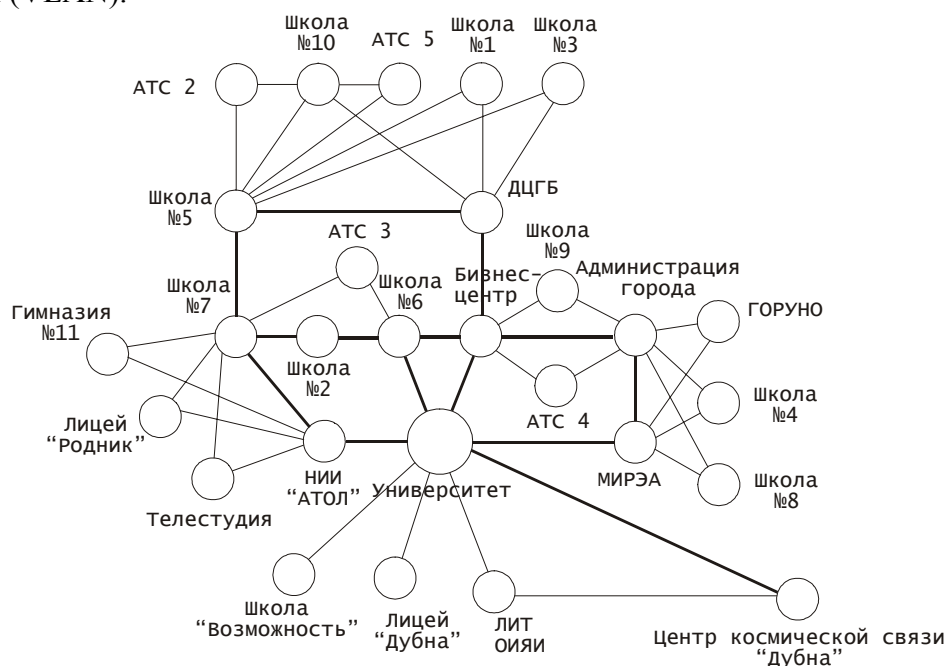 (VLAN).
Школа
№10
АТС 5
Школа
№1
Школа
№3
АТС 2
Школа
№5
ДЦГБ
АТС 3
Школа
№9
Школа
№7
Школа
№6
Бизнес-
центр
Администрация
города
Гимназия
№11
ГОРУНО
Школа
№2
Школа
№4
Лицей
“Родник”
АТС 4
НИИ
“АТОЛ”
Университет
МИРЭА
Школа
№8
Телестудия
Школа
“Возможность”
Лицей
“Дубна”
ЛИТ
ОИЯИ
Центр космической связи
“Дубна”